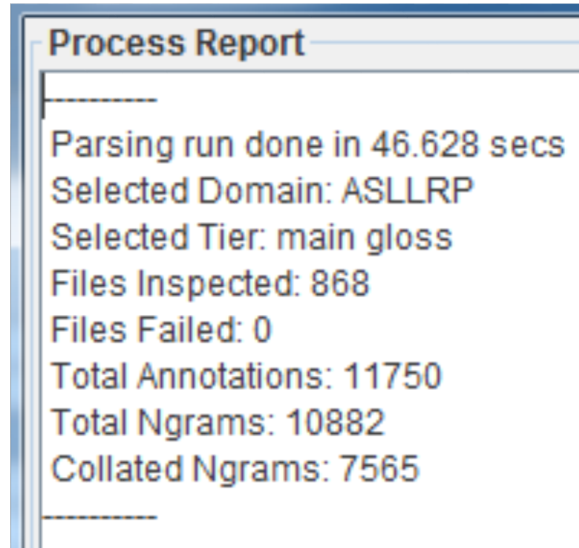 Process Report
----------
Parsing run done in 46.628 secs
Selected Domain: ASLLRP
Selected Tier: main gloss
Files Inspected: 868
Files Failed: 0
Total Annotations: 11750
Total Ngrams: 10882
Collated Ngrams: 7565
----------